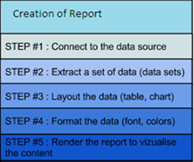 Creation of Report
STEP #1 : Connect to the data source
STEP #2 : Extract a set of data (data sets)
STEP #3 : Layout the data (table, chart)
STEP #4 : Format the data (font, colors)
STEP #5 : Render the report to vizualise
the content